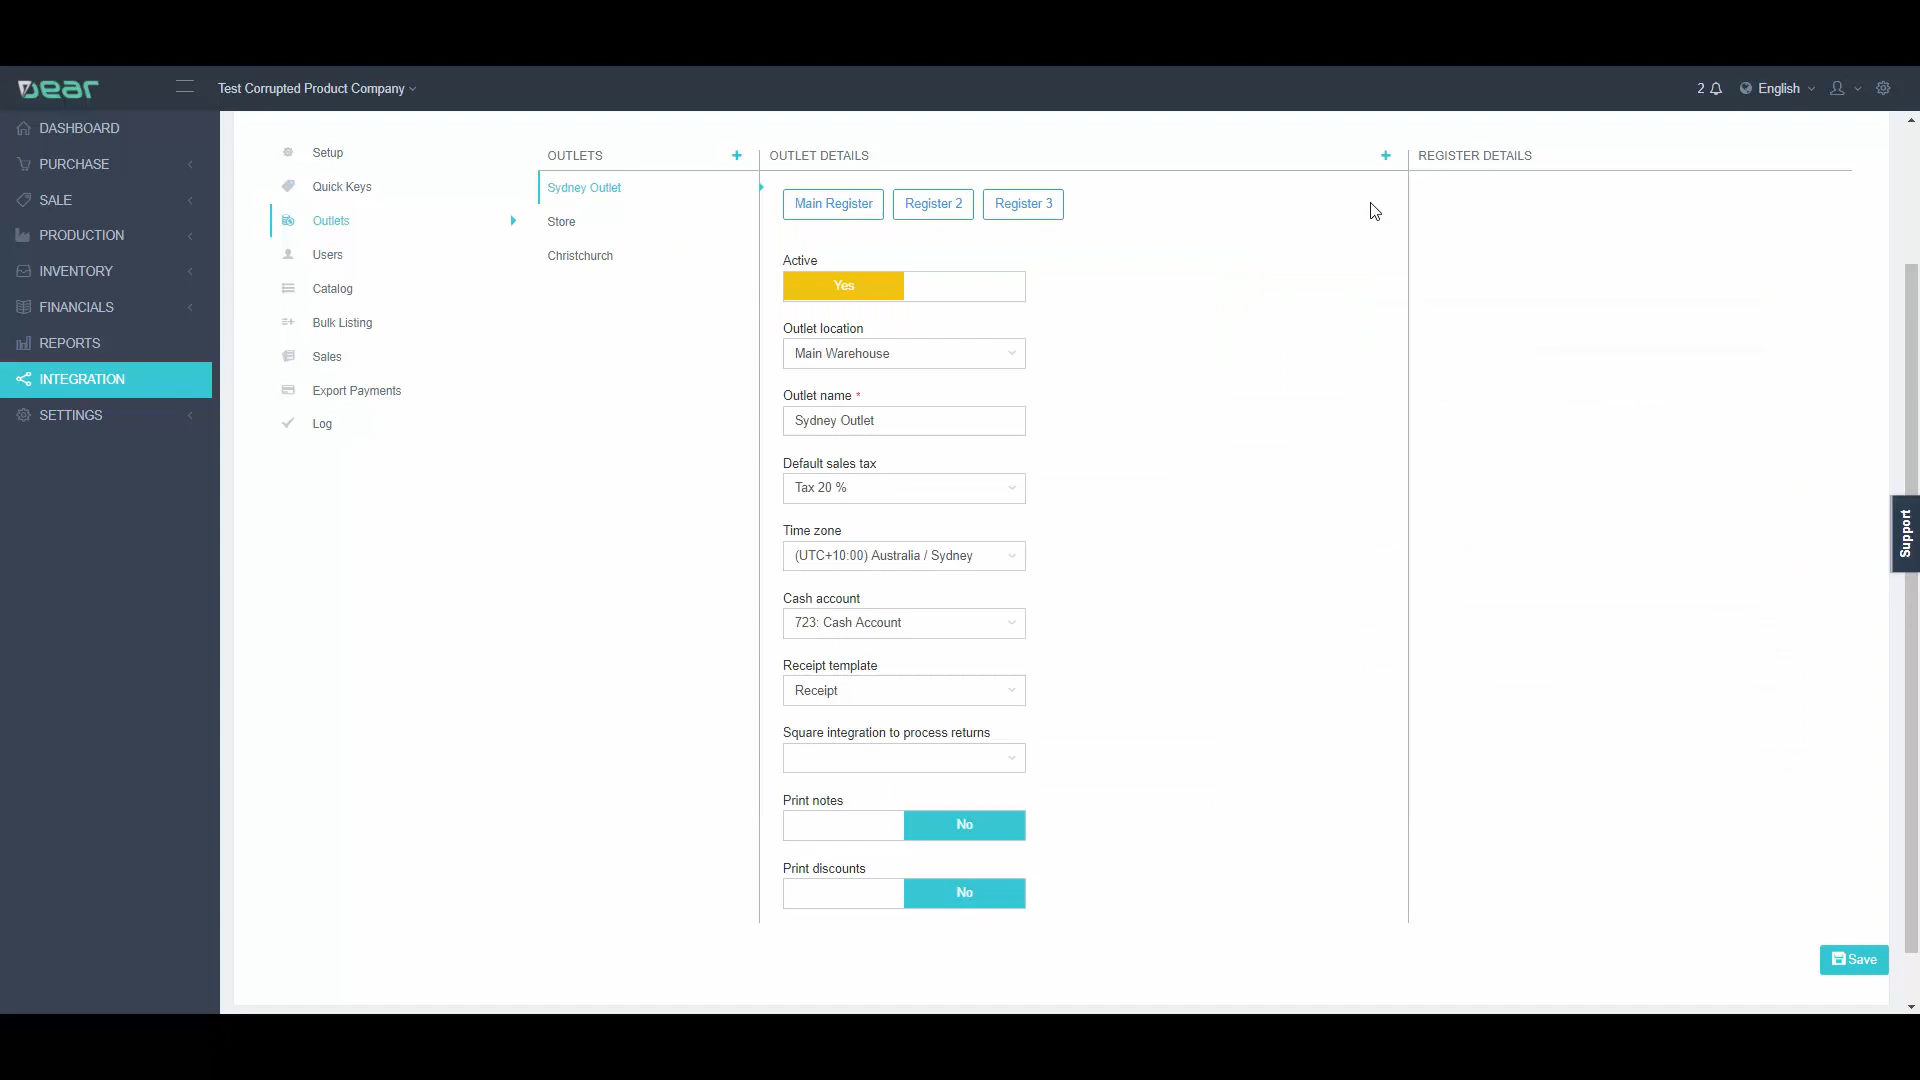 Dear
Test Corrupted Product Company
2
English
DASHBOARD
PURCHASE
SALE
PRODUCTION
INVENTORY
FINANCIALS
REPORTS
INTEGRATION
SETTINGS
Setup
Quick Keys
Outlets
Users
Catalog
Bulk Listing
Sales
Export Payments
Log
OUTLETS
Sydney Outlet
Store
Christchurch
OUTLET DETAILS
Main Register
Register 2
Register 3
Active
Yes
Outlet location
Main Warehouse
Outlet name *
Sydney Outlet
Default sales tax
Tax 20 %
Time zone
(UTC+10:00) Australia / Sydney
Cash account
723: Cash Account
Receipt template
Receipt
Square integration to process returns
Print notes
No
Print discounts
No
REGISTER DETAILS
Support
Save